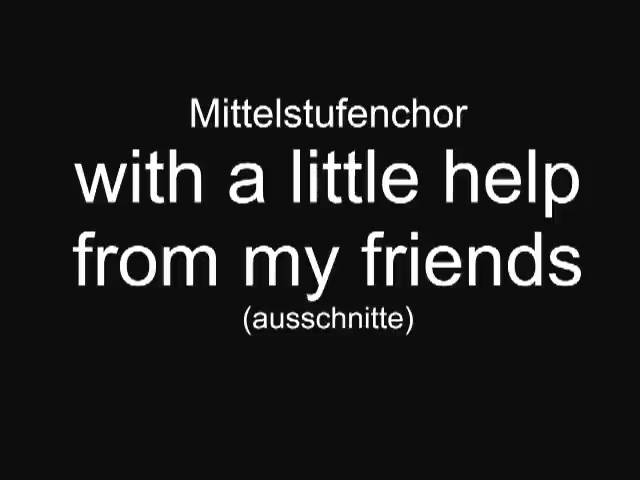 Mittelstufenchor
with a little help
from my friends
(ausschnitte)